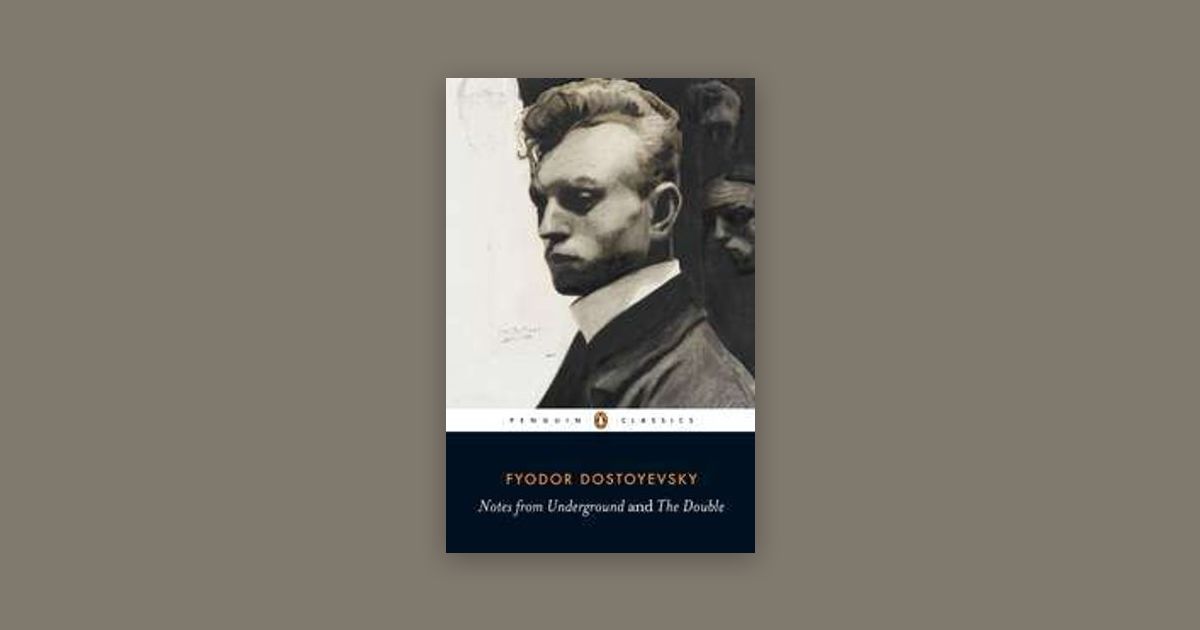 PENGUIN CLASSICS
FYODOR DOSTOYEVSKY
Notes from Underground and The Double